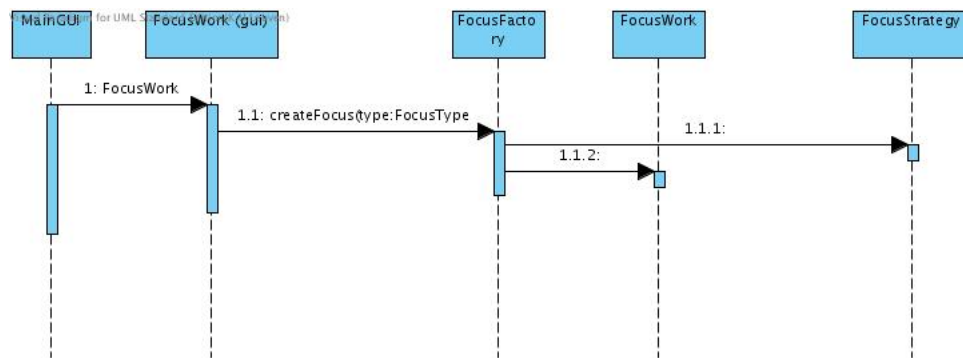 for UML
MainGUI
FocusWork (gui)
FocusFacto
ry
FocusWork
FocusStrategy
1: FocusWork
1.1: createFocus(type:FocusType
1.1.1:
1.1.2: